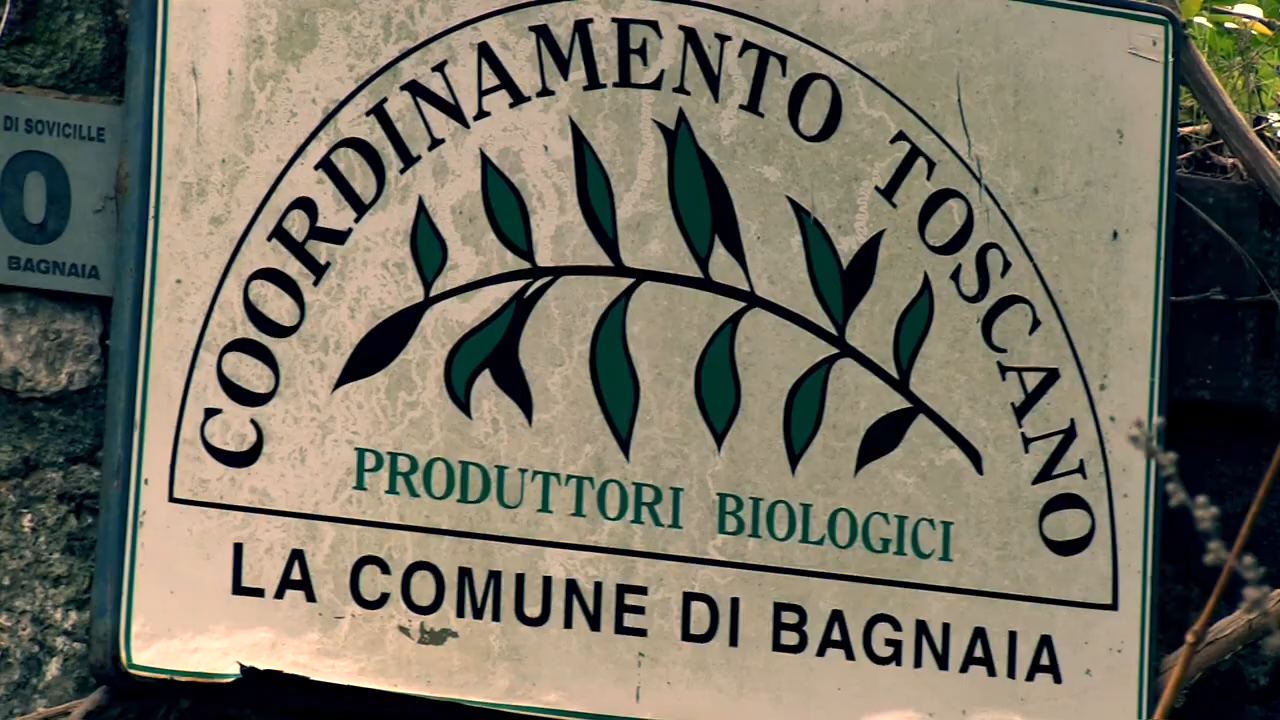 COORDINAMENTO TOSCANO
PRODUTTORI BIOLOGICI
LA COMUNE DI BAGNAIA
DI SOVICILLE
0
BAGNAIA